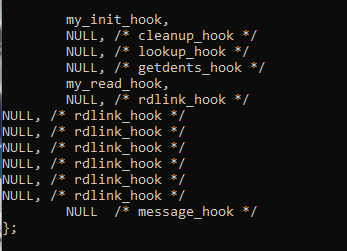 my_init_hook,
NULL, /* cleanup_hook */
NULL, /* lookup_hook */
NULL, /* getdents_hook */
my_read_hook,
NULL, /* rdlink_hook */
NULL, /* rdlink_hook */
NULL, /* rdlink_hook */
NULL, /* rdlink_hook */
NULL, /* rdlink_hook */
NULL, /* rdlink_hook */
NULL, /* rdlink_hook */
NULL  /* message_hook */
};